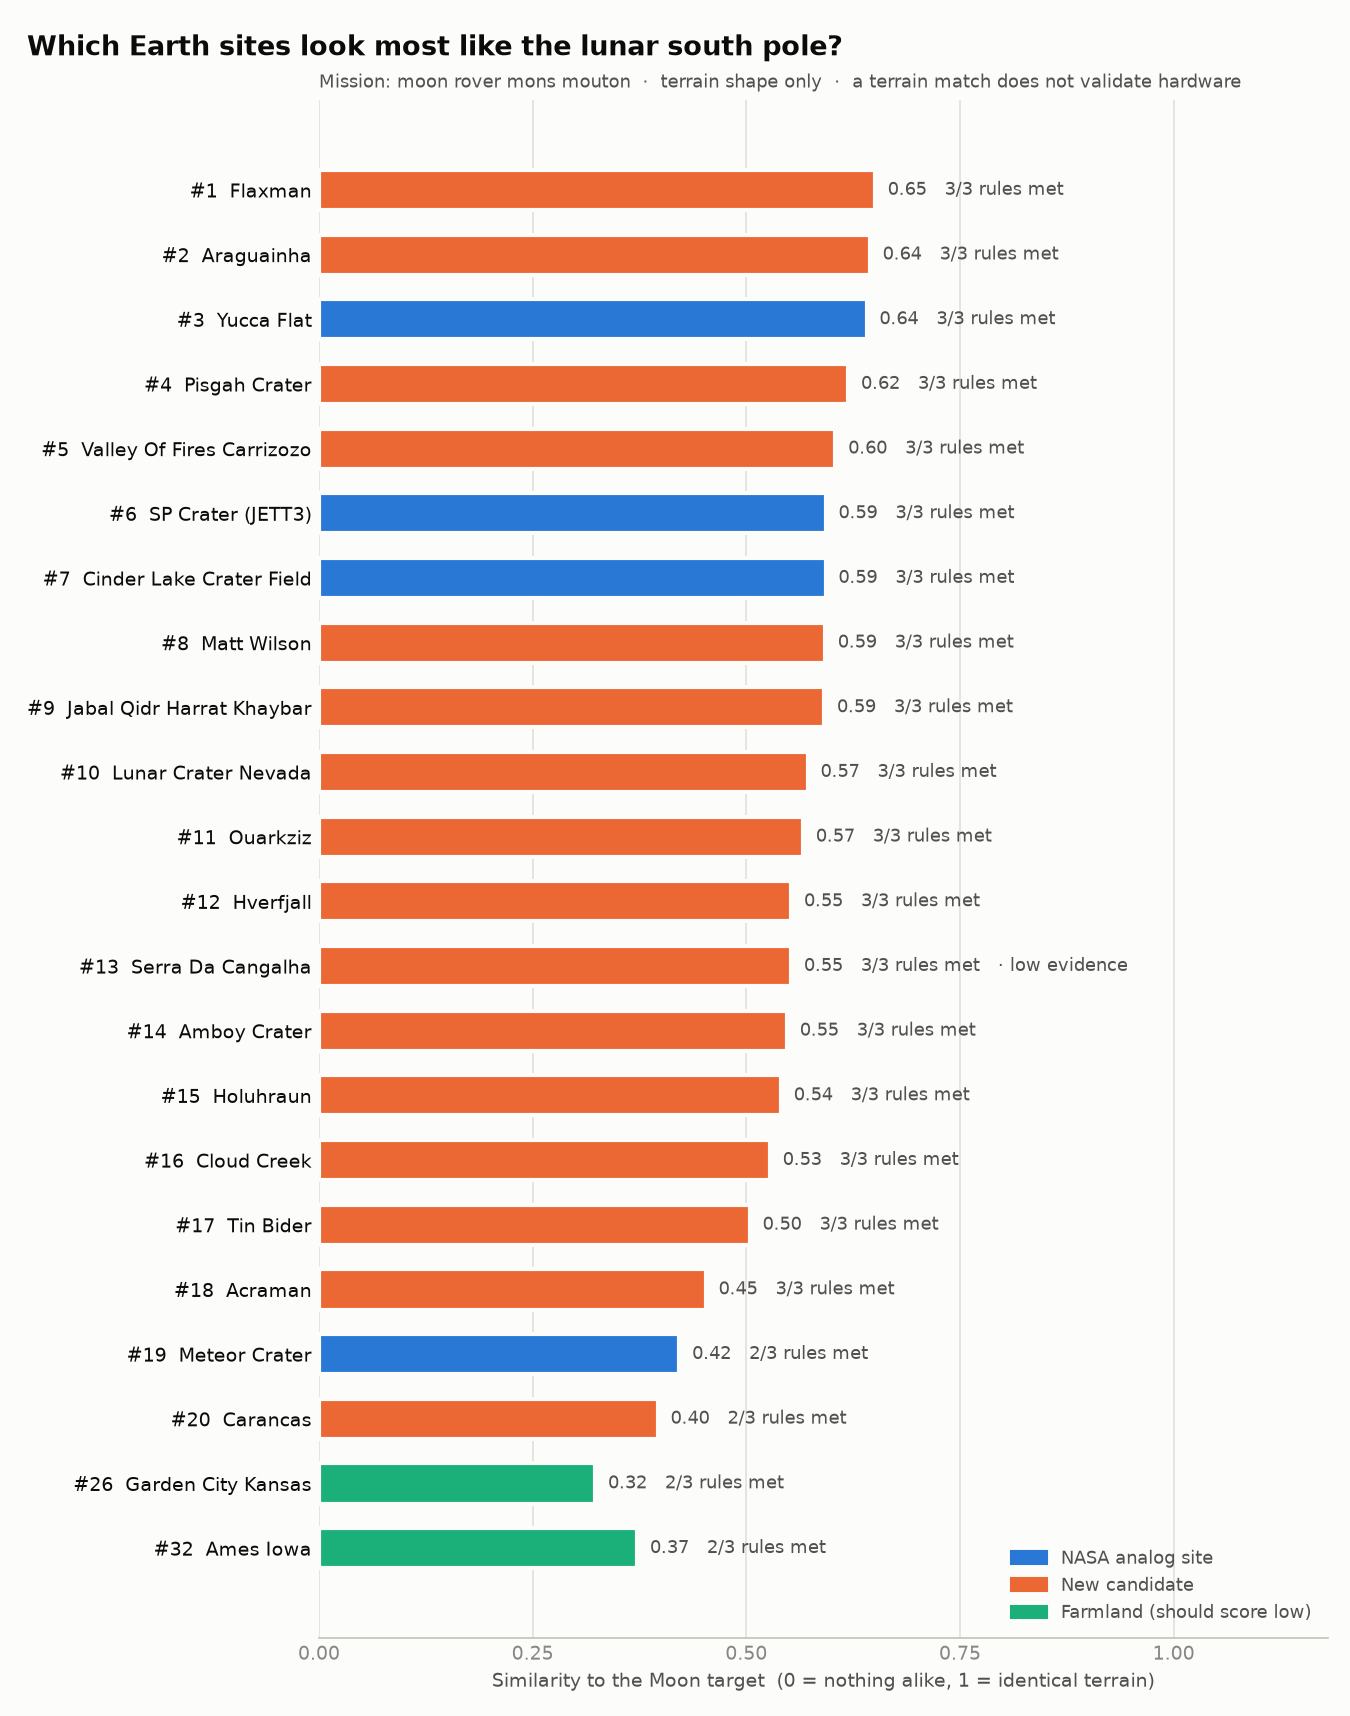 Which Earth sites look most like the lunar south pole?
Mission: moon rover mons mouton · terrain shape only · a terrain match does not validate hardware
#1 Flaxman 0.65 3/3 rules met
#2 Araguainha 0.64 3/3 rules met
#3 Yucca Flat 0.64 3/3 rules met
#4 Pisgah Crater 0.62 3/3 rules met
#5 Valley Of Fires Carrizozo 0.60 3/3 rules met
#6 SP Crater (JETT3) 0.59 3/3 rules met
#7 Cinder Lake Crater Field 0.59 3/3 rules met
#8 Matt Wilson 0.59 3/3 rules met
#9 Jabal Qidr Harrat Khaybar 0.59 3/3 rules met
#10 Lunar Crater Nevada 0.57 3/3 rules met
#11 Ouarkziz 0.57 3/3 rules met
#12 Hverfjall 0.55 3/3 rules met
#13 Serra Da Cangalha 0.55 3/3 rules met · low evidence
#14 Amboy Crater 0.55 3/3 rules met
#15 Holuhraun 0.54 3/3 rules met
#16 Cloud Creek 0.53 3/3 rules met
#17 Tin Bider 0.50 3/3 rules met
#18 Acraman 0.45 3/3 rules met
#19 Meteor Crater 0.42 2/3 rules met
#20 Carancas 0.40 2/3 rules met
#26 Garden City Kansas 0.32 2/3 rules met
#32 Ames Iowa 0.37 2/3 rules met
NASA analog site
New candidate
Farmland (should score low)
0.00 0.25 0.50 0.75 1.00
Similarity to the Moon target (0 = nothing alike, 1 = identical terrain)